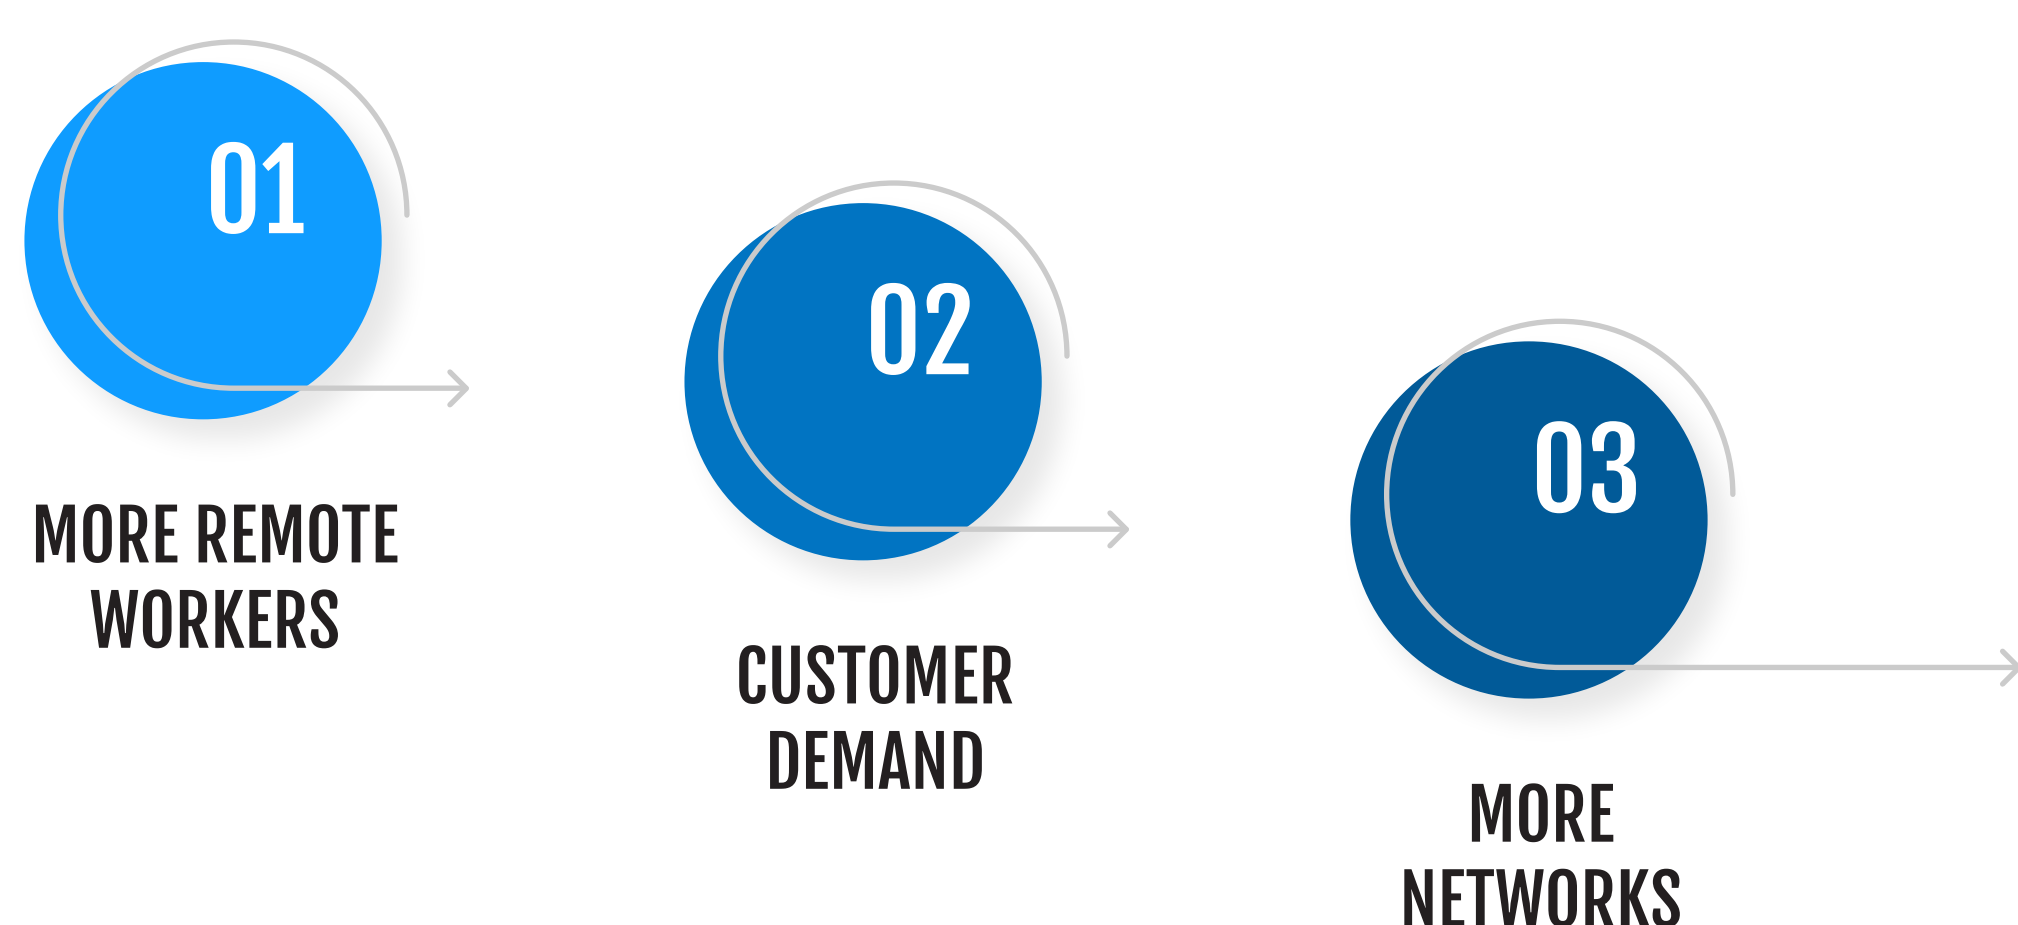 01
MORE REMOTE
WORKERS
02
CUSTOMER
DEMAND
03
MORE
NETWORKS